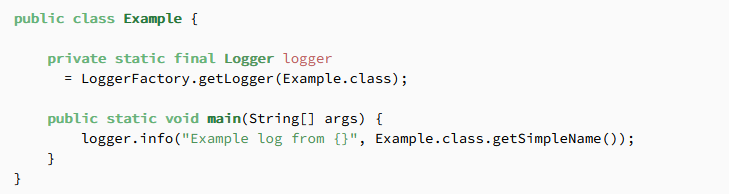 public class Example {
    private static final Logger logger
      = LoggerFactory.getLogger(Example.class);
    public static void main(String[] args) {
        logger.info("Example log from {}", Example.class.getSimpleName());
    }
}